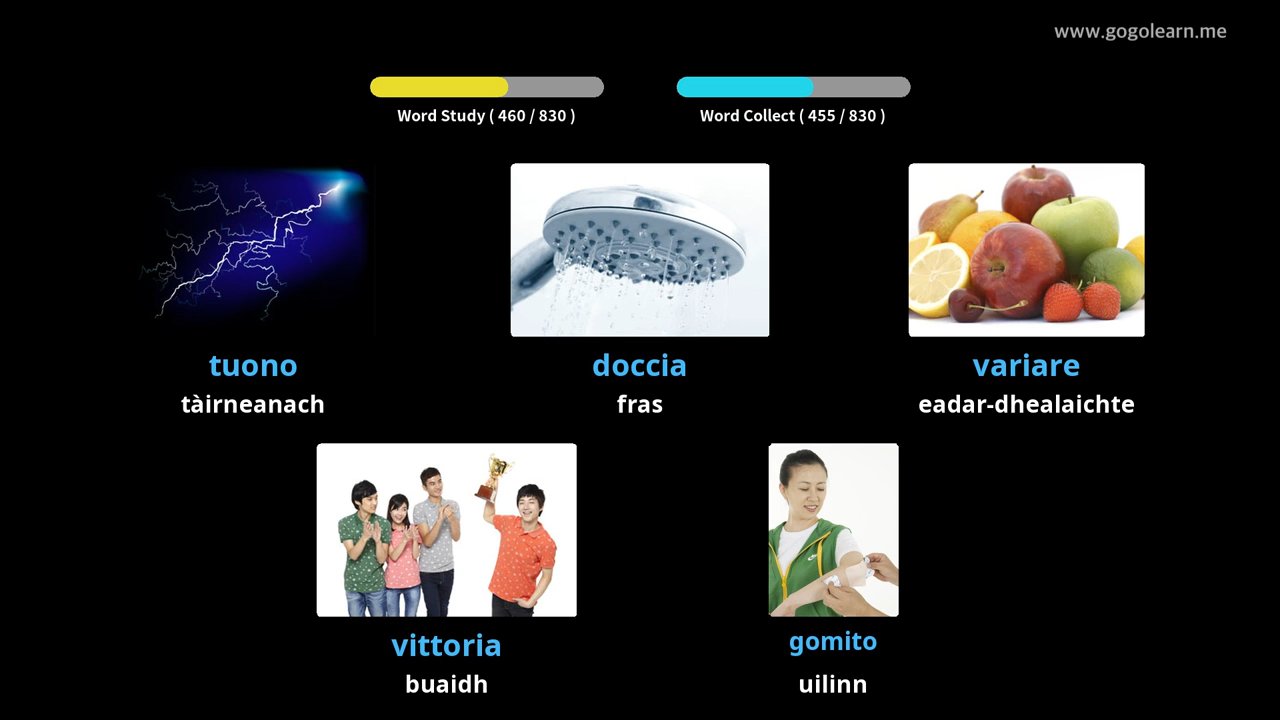 www.gogolearn.me
Word Study ( 460 / 830 )
Word Collect ( 455 / 830 )
tuono
tàirneanach
doccia
fras
variare
eadar-dhealaichte
vittoria
buaidh
gomito
uilinn